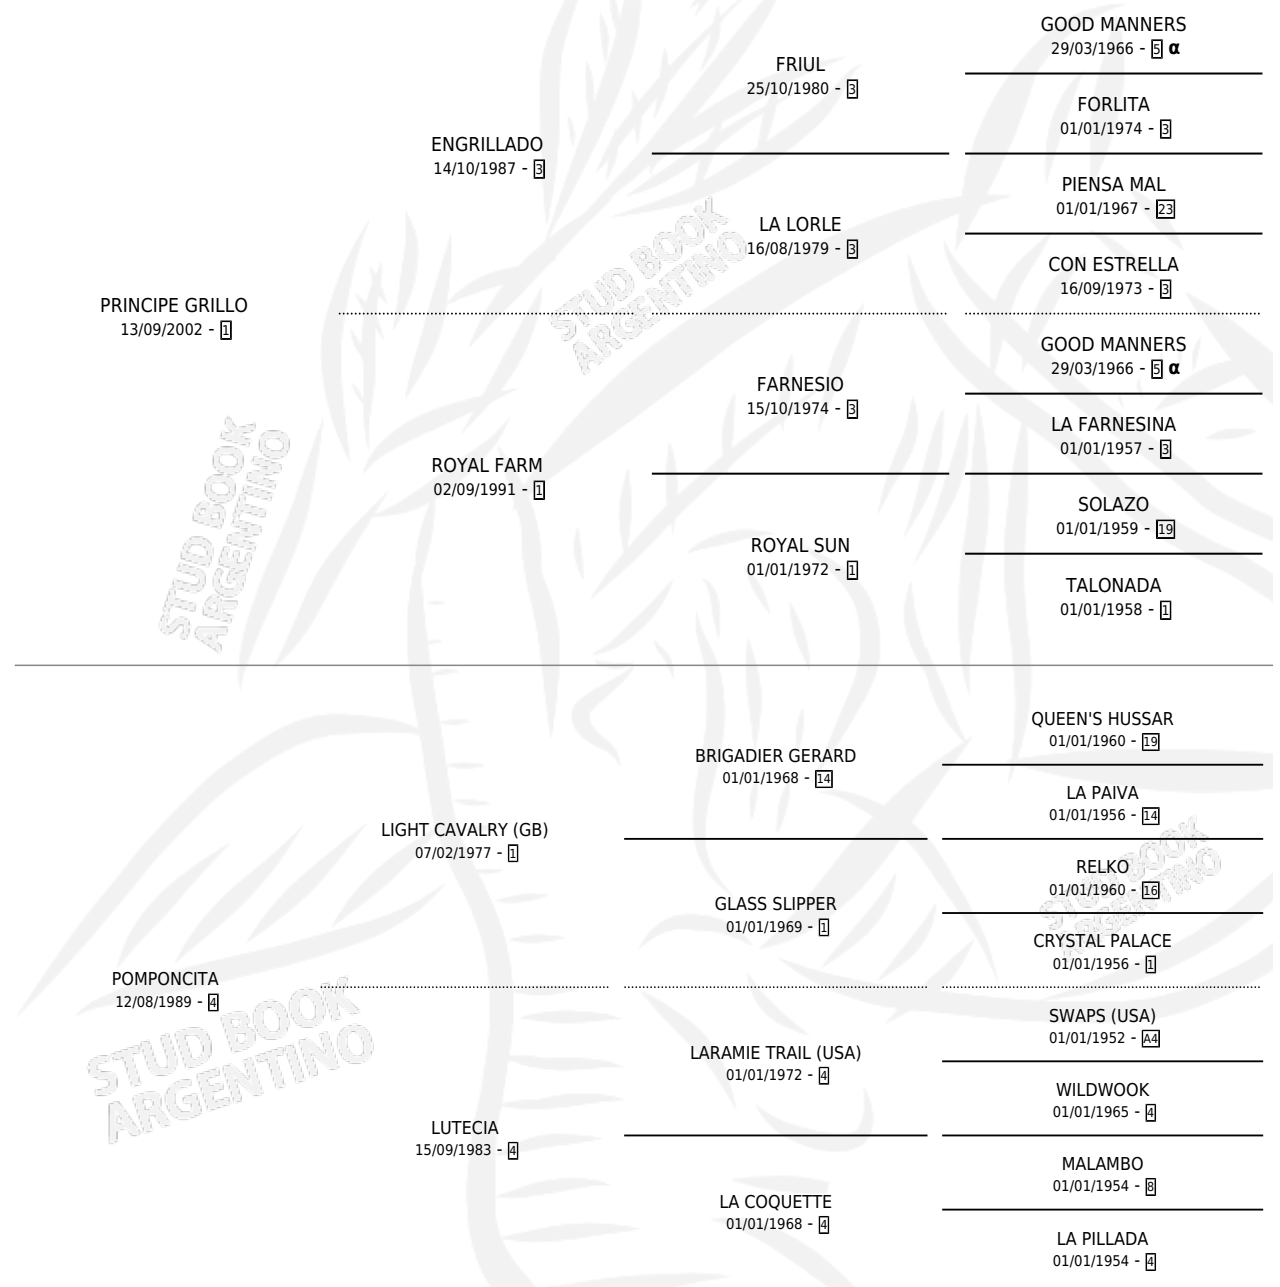 GOOD MANNERS
29/03/1966 - 5 α
FRIUL
25/10/1980 - 3
FORLITA
01/01/1974 - 3
ENGRILLADO
14/10/1987 - 3
PIENSA MAL
01/01/1967 - 23
LA LORLE
16/08/1979 - 3
CON ESTRELLA
16/09/1973 - 3
PRINCIPE GRILLO
13/09/2002 - 1
STUD BOOK
ARGENTINO
GOOD MANNERS
29/03/1966 - 5 α
FARNESIO
15/10/1974 - 3
LA FARNESINA
01/01/1957 - 3
ROYAL FARM
02/09/1991 - 1
SOLAZO
01/01/1959 - 19
ROYAL SUN
01/01/1972 - 1
TALONADA
01/01/1958 - 1
STUD BOOK
ARGENTINO
QUEEN'S HUSSAR
01/01/1960 - 19
BRIGADIER GERARD
01/01/1968 - 14
LA PAIVA
01/01/1956 - 14
LIGHT CAVALRY (GB)
07/02/1977 - 1
RELKO
01/01/1960 - 16
GLASS SLIPPER
01/01/1969 - 1
CRYSTAL PALACE
01/01/1956 - 1
STUD BOOK
ARGENTINO
POMPONCITA
12/08/1989 - 4
STUD BOOK
ARGENTINO
SWAPS (USA)
01/01/1952 - A4
LARAMIE TRAIL (USA)
01/01/1972 - 4
WILDWOOK
01/01/1965 - 4
LUTECIA
15/09/1983 - 4
MALAMBO
01/01/1954 - 8
LA COQUETTE
01/01/1968 - 4
LA PILLADA
01/01/1954 - 4